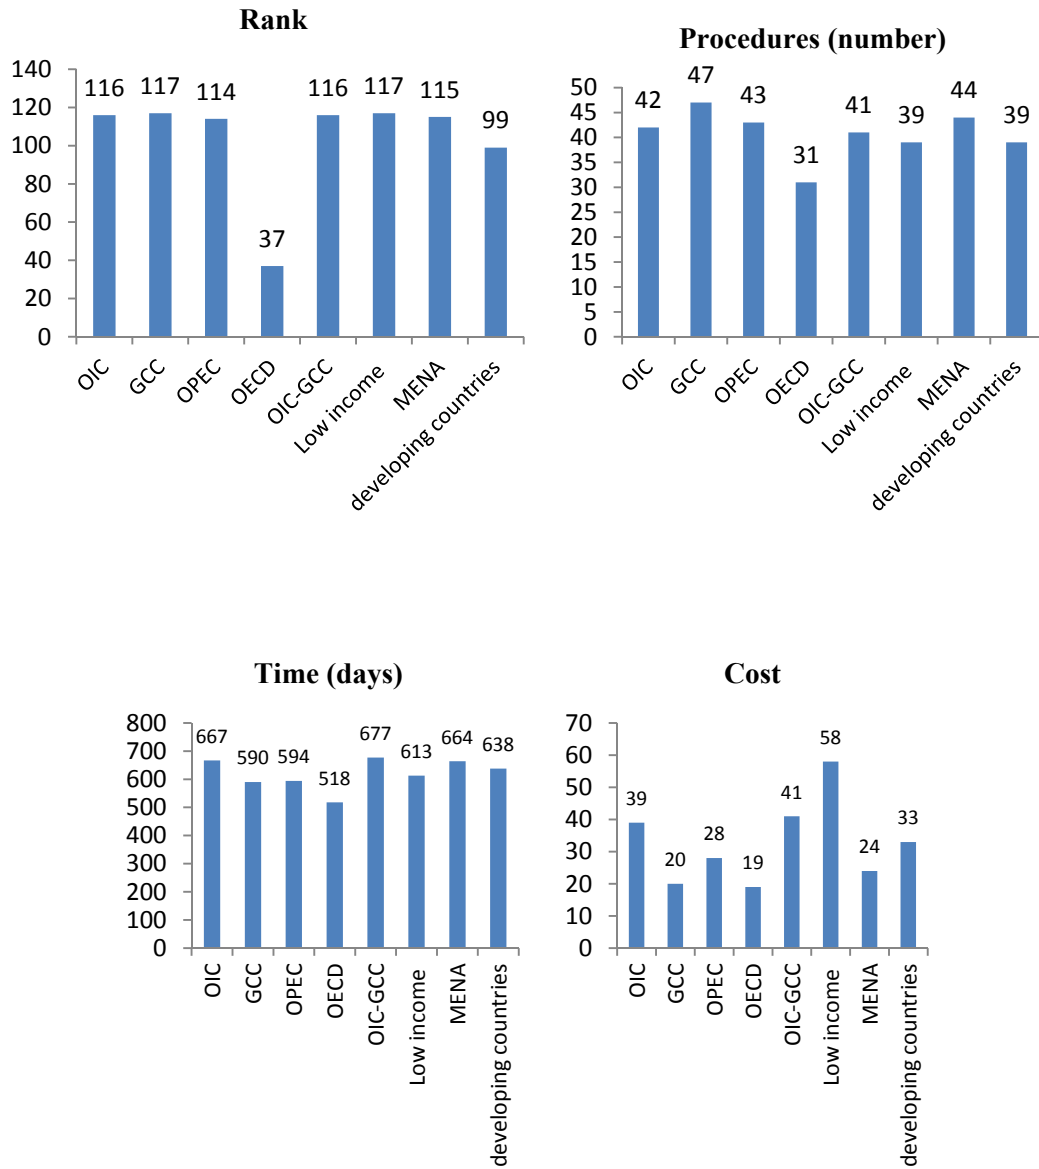 Rank
140
120
100
80
60
40
20
0
116
117
114
37
116
117
115
99
OIC
GCC
OPEC
OECD
OIC-GCC
Low income
MENA
developing countries
Procedures (number)
50
45
40
35
30
25
20
15
10
5
0
42
47
43
31
41
39
44
39
OIC
GCC
OPEC
OECD
OIC-GCC
Low income
MENA
developing countries
Time (days)
800
700
600
500
400
300
200
100
0
667
590
594
518
677
613
664
638
OIC
GCC
OPEC
OECD
OIC-GCC
Low income
MENA
developing countries
Cost
70
60
50
40
30
20
10
0
39
20
28
19
41
58
24
33
OIC
GCC
OPEC
OECD
OIC-GCC
Low income
MENA
developing countries